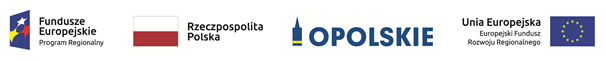 Fundusze
Europejskie
Program Regionalny
Rzeczpospolita
Polska
OPOLSKIE
Unia Europejska
Europejski Fundusz
Rozwoju Regionalnego